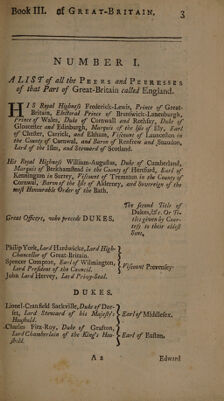 Book III. of GREAT-BRITAIN. 3
NUMBER I.
A LIST of all the PEERS and PEERESSES
of that Part of Great-Britain called England.
HIS Royal Highness Frederick-Lewis, Prince of Great-
Britain, Electoral Prince of Brunswick-Lunenburgh,
Prince of Wales, Duke of Cornwall and Rothsay, Duke of
Gloucester and Edinburgh, Marquis of the Isle of Ely, Earl
of Chester, Carrick, and Eltham, Viscount of Launceston in
the County of Cornwal, and Baron of Renfrew and Snaudon,
Lord of the Isles, and Steward of Scotland.
His Royal Highness William-Augustus, Duke of Cumberland,
Marquis of Berkhamstead in the County of Hertford, Earl of
Kennington in Surrey, Viscount of Trematon in the County of
Cornwal, Baron of the Isle of Alderney, and Sovereign of the
most Honourable Order of the Bath.
The second Title of
Dukes, &c. Or Ti-
Great Officers, who precede DUKES. tles given by Cour-
tesy to their eldest
Sons,
Philip York, Lord Hardwicke, Lord High-
Chancellor of Great-Britain.
Spencer Compton, Earl of Wilmington, Viscount Pevensey
Lord President of the Council.
John Lord Hervey, Lord Privy-Seal.
DUKES.
Lionel-Cranfield Sackville, Duke of Dor-
set, Lord Steward of his Majesty's Earl of Middlesex.
Houshold.
Charles Fitz-Roy, Duke of Grafton,
Lord Chamberlain of the King's Hou- Earl of Euston.
shold.
A 2 Edward